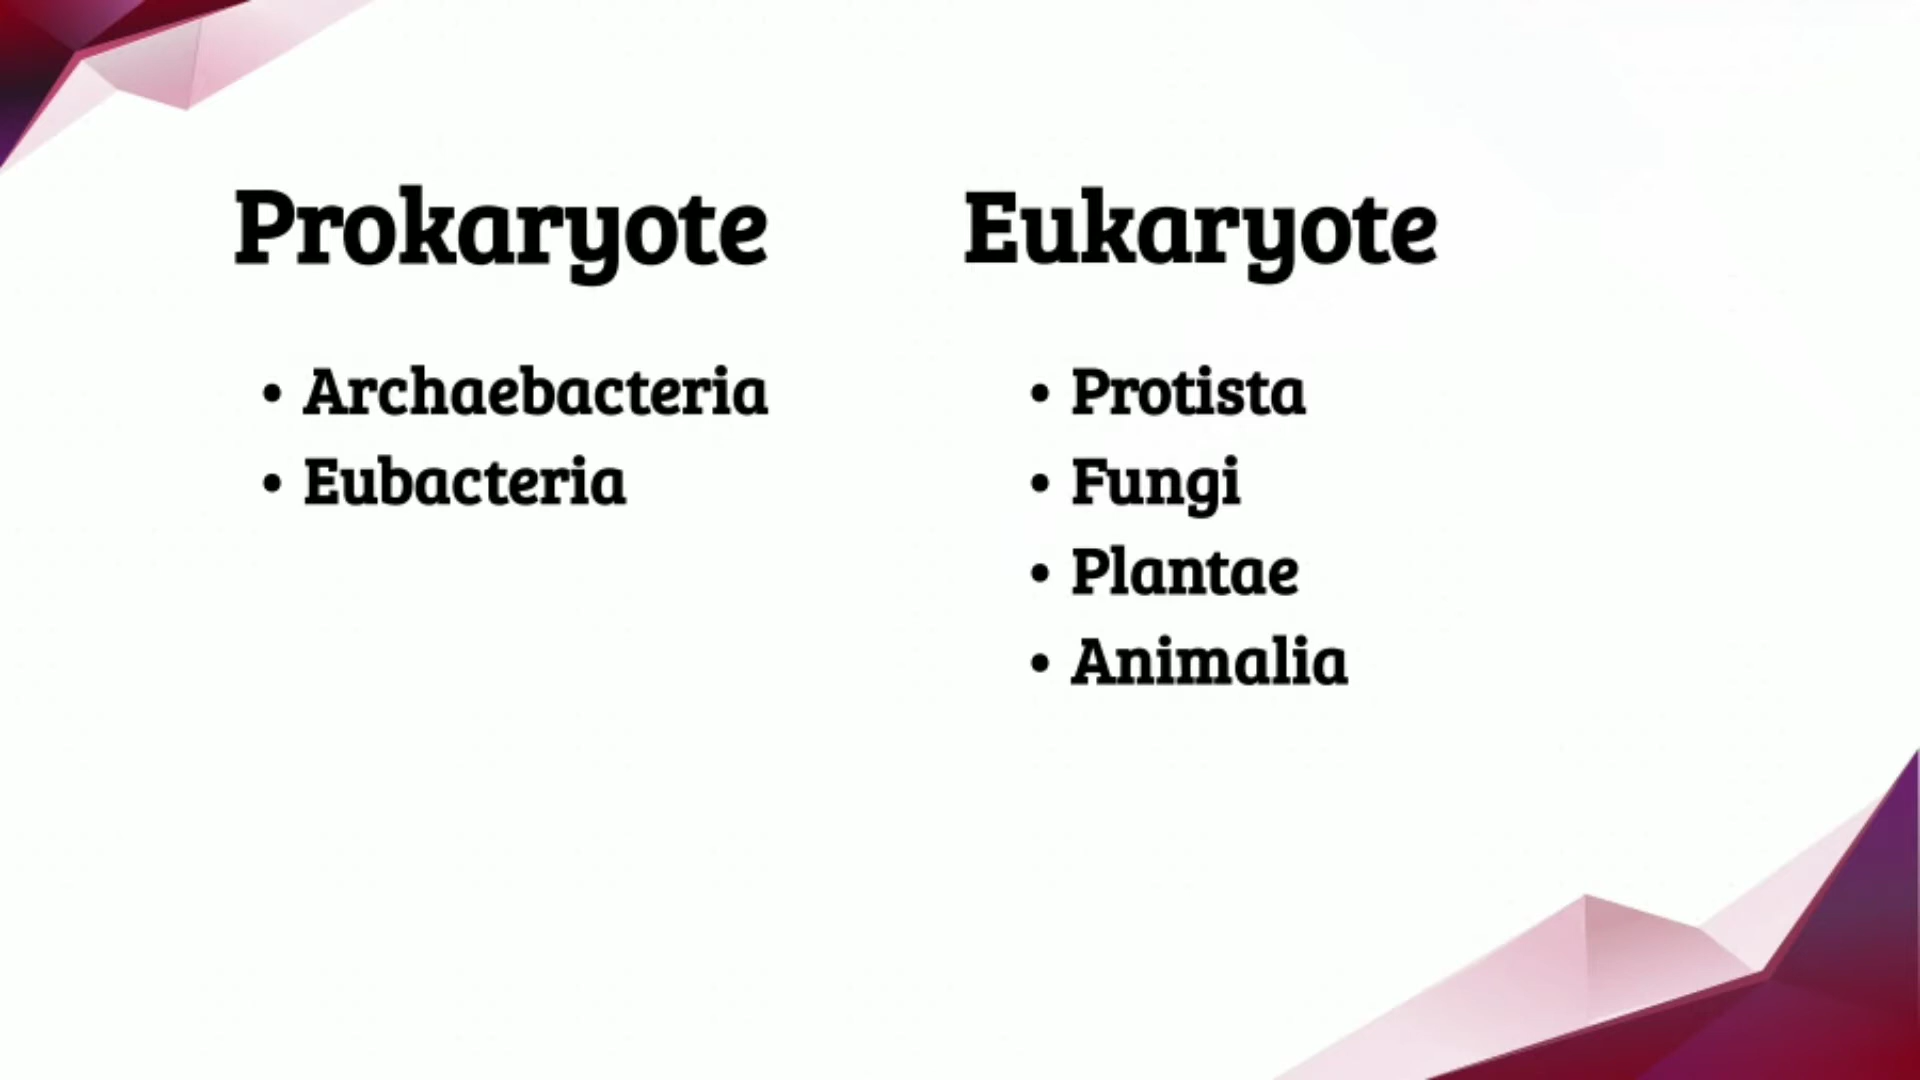 Prokaryote
• Archaebacteria
• Eubacteria
Eukaryote
• Protista
• Fungi
• Plantae
• Animalia